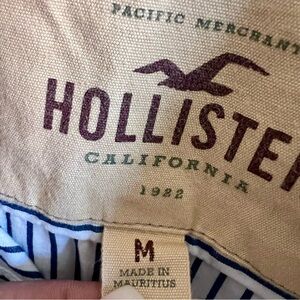 PACIFIC MERCHANT
HOLLISTER
CALIFORNIA
1922
M
MADE IN
MAURITIUS